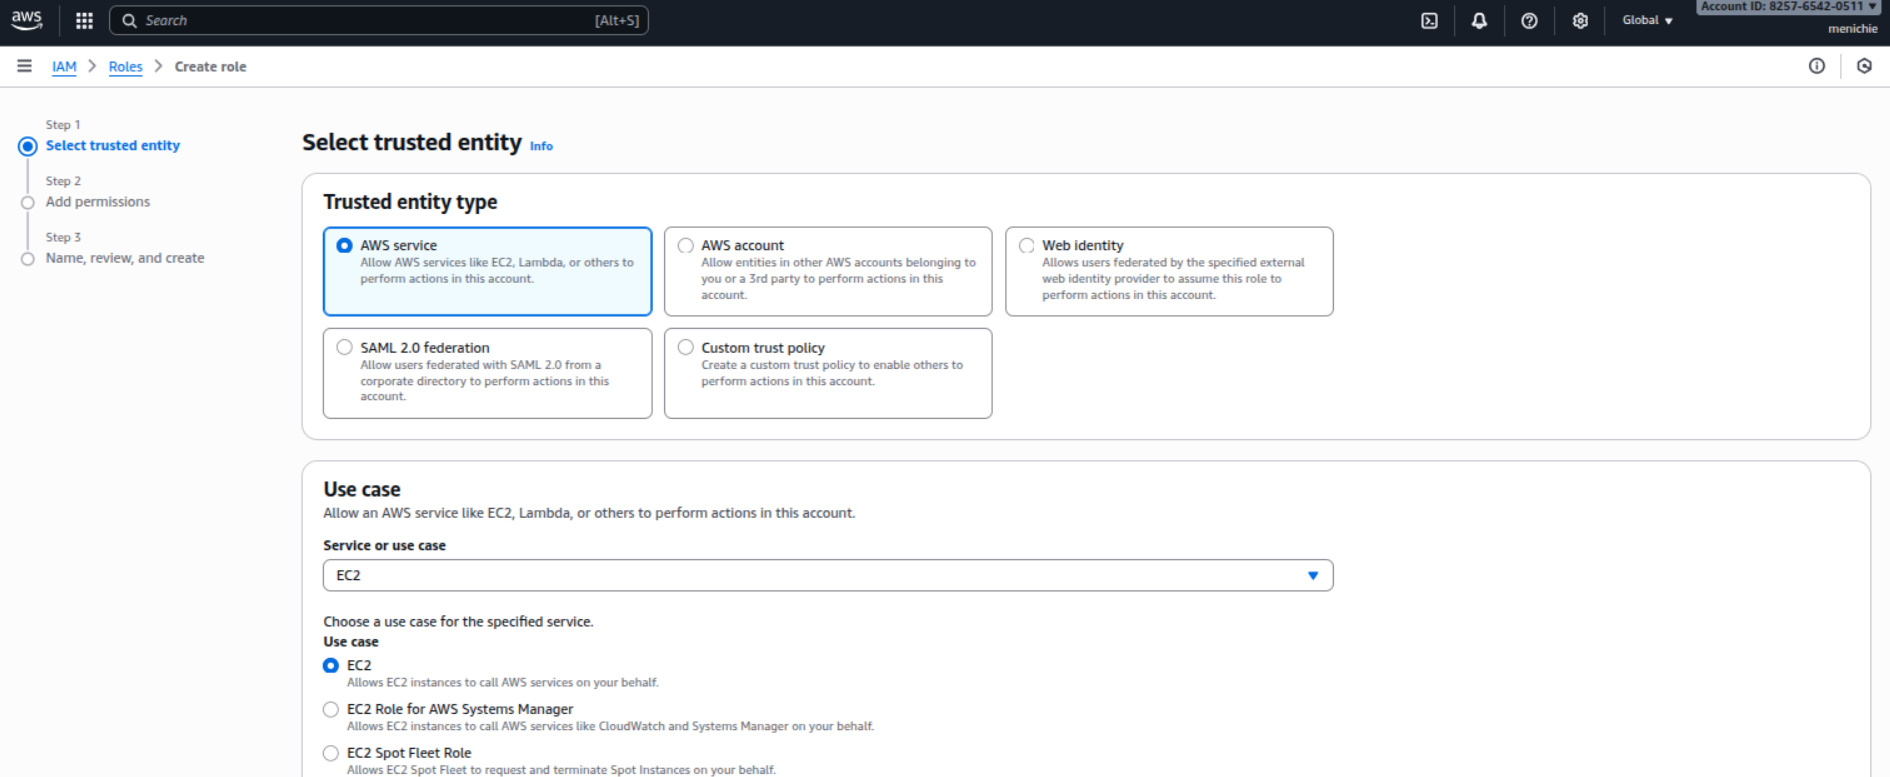 aws
Search
[Alt+S]
Global
Account ID: 8257-6542-0511
menichie
IAM
Roles
Create role
Step 1
Select trusted entity
Step 2
Add permissions
Step 3
Name, review, and create
Select trusted entity Info
Trusted entity type
AWS service
Allow AWS services like EC2, Lambda, or others to
perform actions in this account.
AWS account
Allow entities in other AWS accounts belonging to
you or a 3rd party to perform actions in this
account.
Web identity
Allows users federated by the specified external
web identity provider to assume this role to
perform actions in this account.
SAML 2.0 federation
Allow users federated with SAML 2.0 from a
corporate directory to perform actions in this
account.
Custom trust policy
Create a custom trust policy to enable others to
perform actions in this account.
Use case
Allow an AWS service like EC2, Lambda, or others to perform actions in this account.
Service or use case
EC2
Choose a use case for the specified service.
Use case
EC2
Allows EC2 instances to call AWS services on your behalf.
EC2 Role for AWS Systems Manager
Allows EC2 instances to call AWS services like CloudWatch and Systems Manager on your behalf.
EC2 Spot Fleet Role
Allows EC2 Spot Fleet to request and terminate Spot Instances on your behalf.